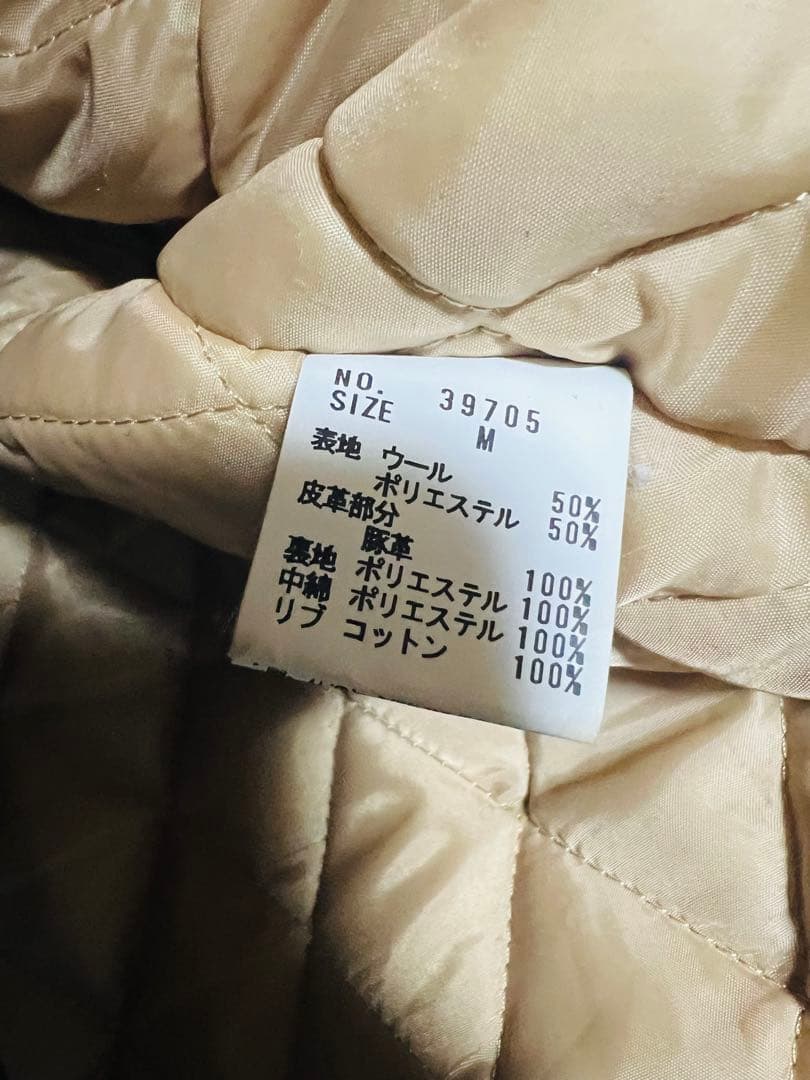 NO. 39705
SIZE M
表地 ウール 50%
ポリエステル 50%
皮革部分
豚革 100%
裏地 ポリエステル 100%
中綿 ポリエステル 100%
リブ コットン 100%